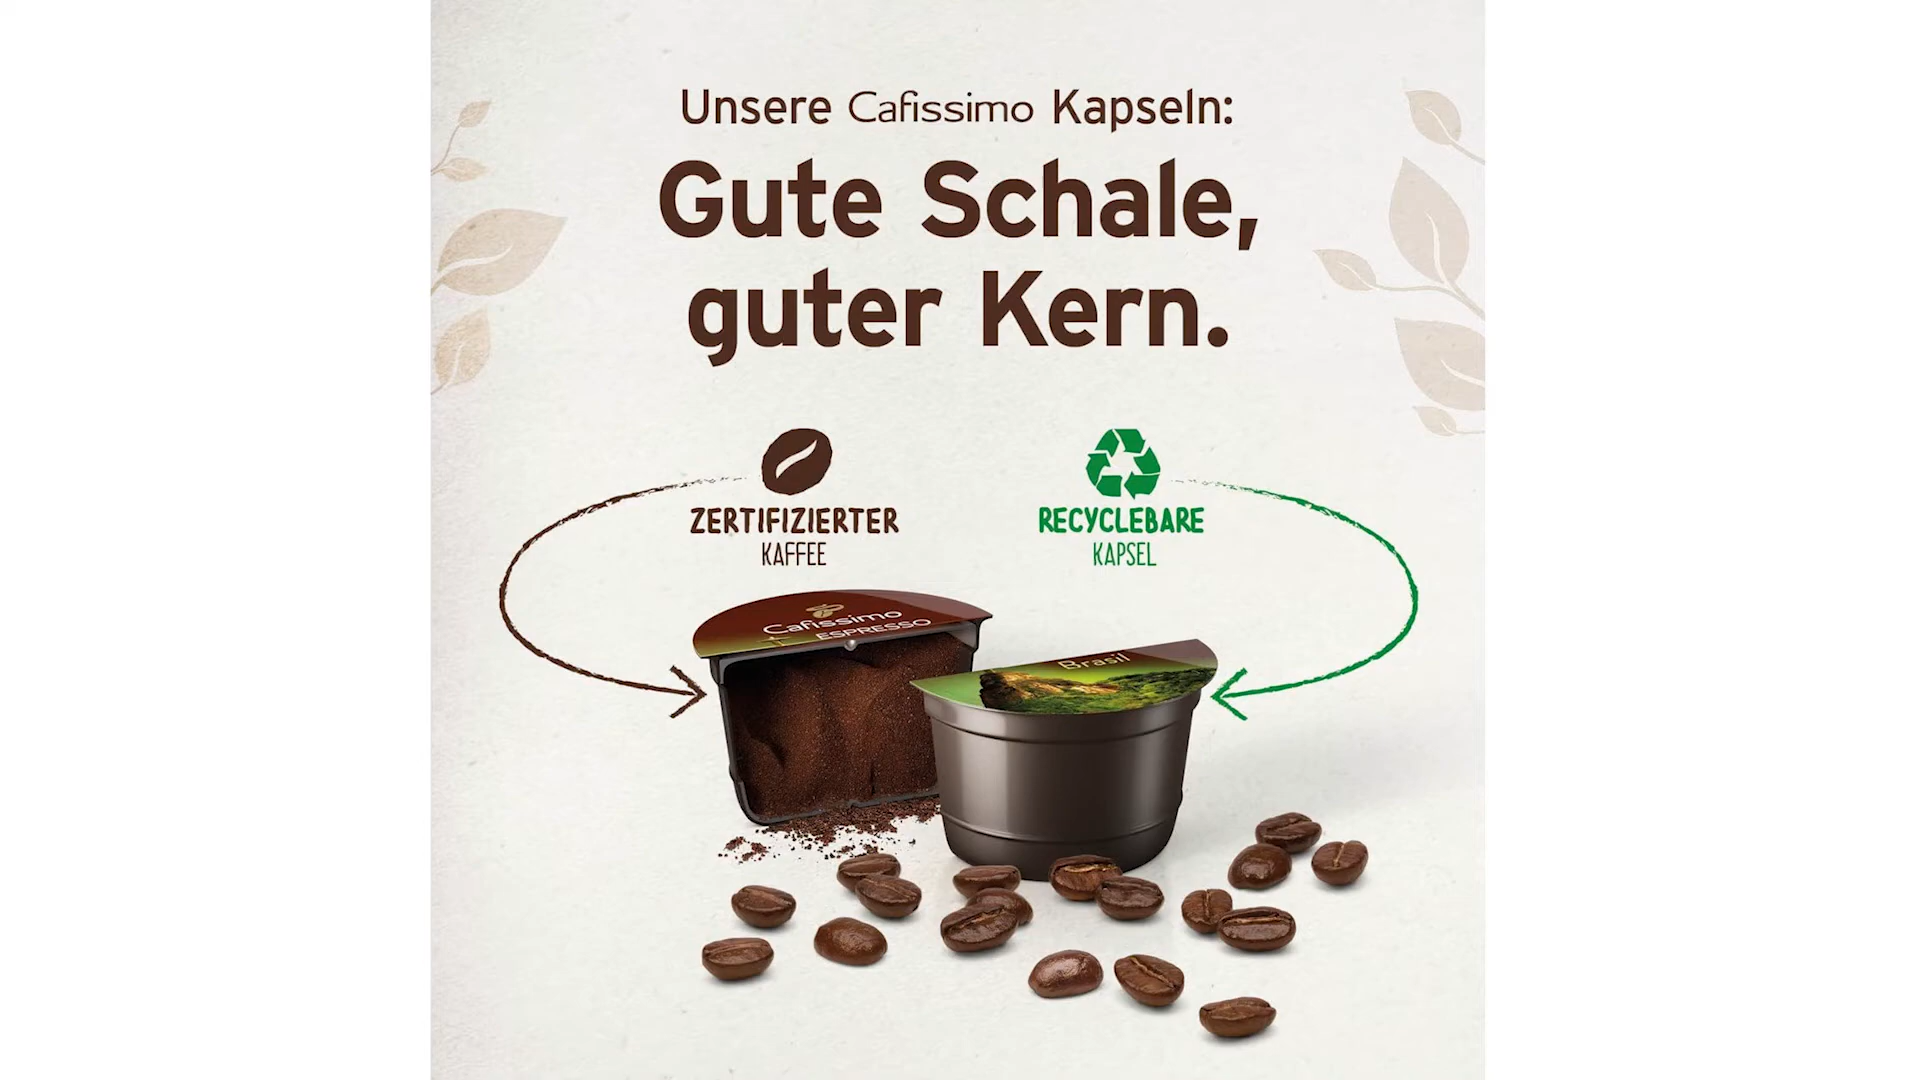 Unsere Cafissimo Kapseln:
Gute Schale,
guter Kern.
ZERTIFIZIERTER
KAFFEE
RECYCLEBARE
KAPSEL
Cafissimo
ESPRESSO
Brasil